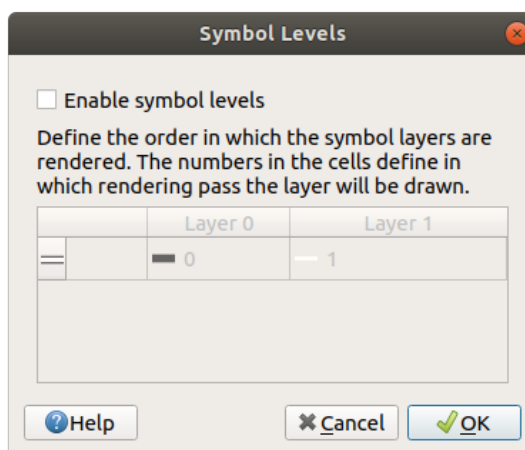 Symbol Levels
Enable symbol levels
Define the order in which the symbol layers are
rendered. The numbers in the cells define in
which rendering pass the layer will be drawn.
Layer 0 Layer 1
0 1
Help Cancel OK